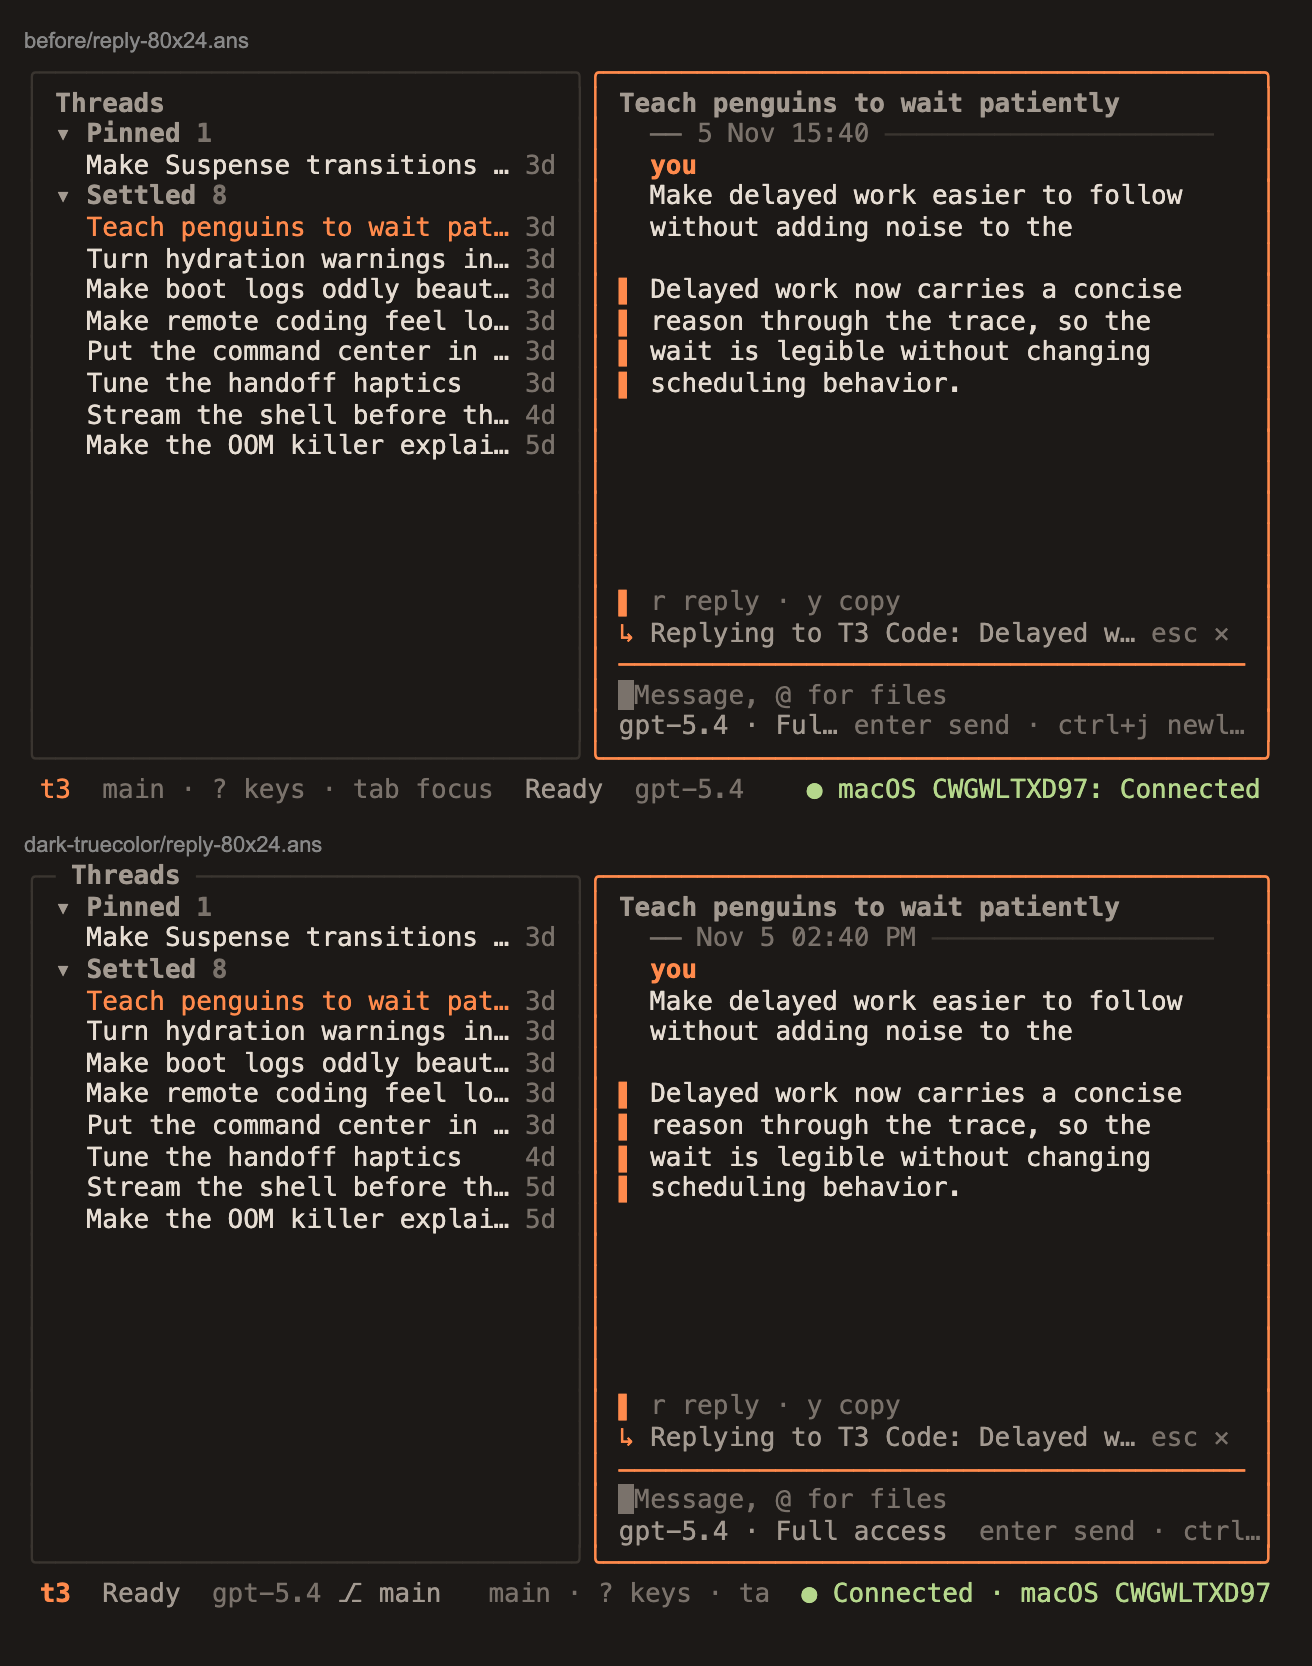 before/reply-80x24.ans
Threads
▾ Pinned 1
Make Suspense transitions … 3d
▾ Settled 8
Teach penguins to wait pat… 3d
Turn hydration warnings in… 3d
Make boot logs oddly beaut… 3d
Make remote coding feel lo… 3d
Put the command center in … 3d
Tune the handoff haptics 3d
Stream the shell before th… 4d
Make the OOM killer explai… 5d
Teach penguins to wait patiently
── 5 Nov 15:40 ──
you
Make delayed work easier to follow
without adding noise to the
Delayed work now carries a concise
reason through the trace, so the
wait is legible without changing
scheduling behavior.
r reply · y copy
↳ Replying to T3 Code: Delayed w… esc ×
Message, @ for files
gpt-5.4 · Ful… enter send · ctrl+j newl…
t3 main · ? keys · tab focus Ready gpt-5.4 ● macOS CWGWLTXD97: Connected
dark-truecolor/reply-80x24.ans
Threads
▾ Pinned 1
Make Suspense transitions … 3d
▾ Settled 8
Teach penguins to wait pat… 3d
Turn hydration warnings in… 3d
Make boot logs oddly beaut… 3d
Make remote coding feel lo… 3d
Put the command center in … 3d
Tune the handoff haptics 4d
Stream the shell before th… 5d
Make the OOM killer explai… 5d
Teach penguins to wait patiently
── Nov 5 02:40 PM ──
you
Make delayed work easier to follow
without adding noise to the
Delayed work now carries a concise
reason through the trace, so the
wait is legible without changing
scheduling behavior.
r reply · y copy
↳ Replying to T3 Code: Delayed w… esc ×
Message, @ for files
gpt-5.4 · Full access enter send · ctrl…
t3 Ready gpt-5.4 ⎇ main main · ? keys · ta ● Connected · macOS CWGWLTXD97